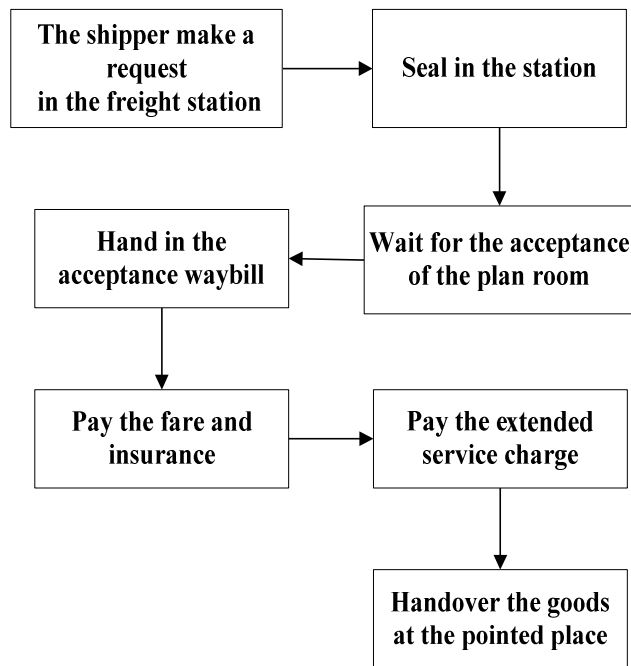 The shipper make a
request
in the freight station
Seal in the station
Wait for the acceptance
of the plan room
Hand in the
acceptance waybill
Pay the fare and
insurance
Pay the extended
service charge
Handover the goods
at the pointed place